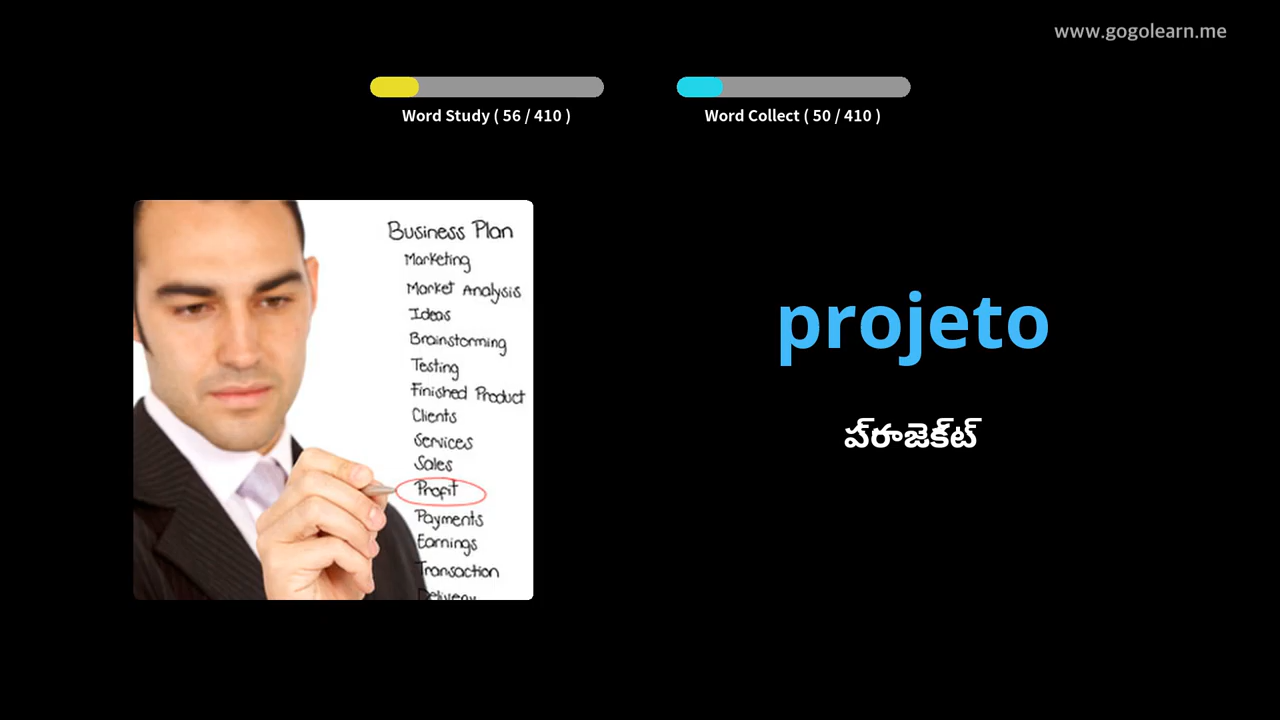 www.gogolearn.me
Word Study ( 56 / 410 )
Word Collect ( 50 / 410 )
Business Plan
Marketing
Market Analysis
Ideas
Brainstorming
Testing
Finished Product
Clients
Services
Sales
Profit
Payments
Earnings
Transaction
Delivery
projeto
ప్రాజెక్ట్